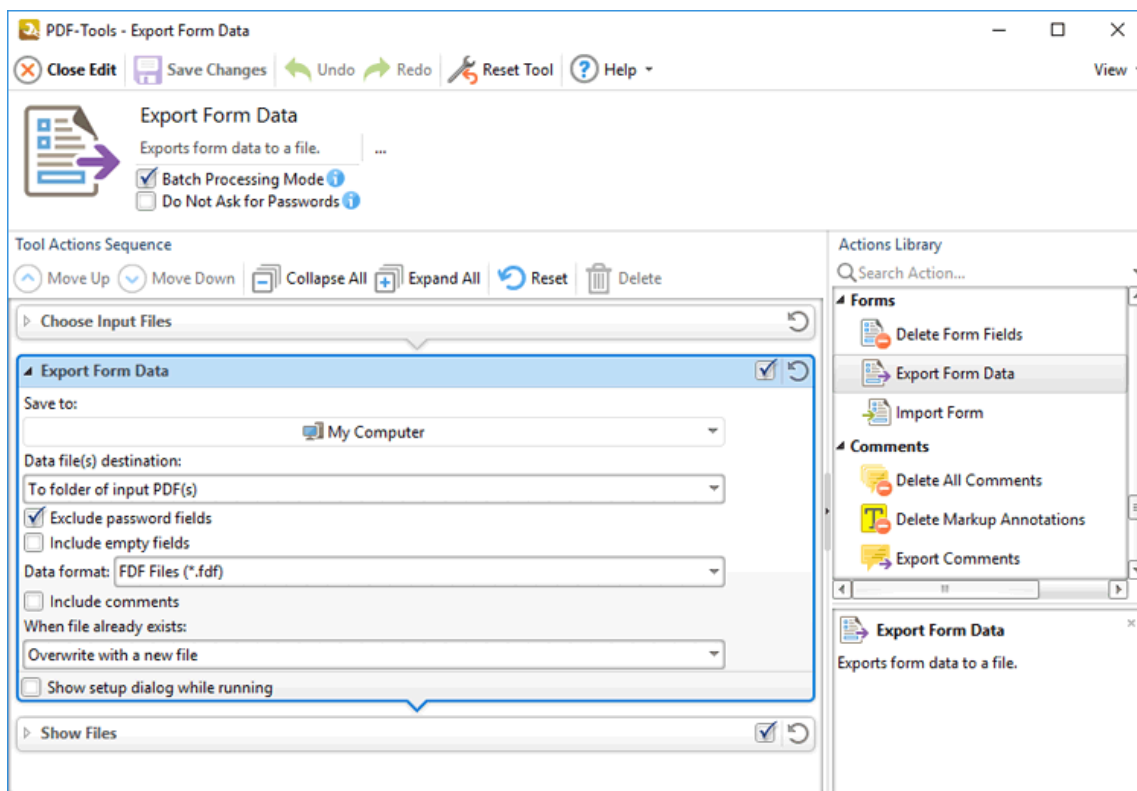 PDF-Tools - Export Form Data
Close Edit Save Changes Undo Redo Reset Tool ? Help View
Export Form Data
Exports form data to a file. ...
Batch Processing Mode i
Do Not Ask for Passwords i
Tool Actions Sequence
Move Up Move Down Collapse All Expand All Reset Delete
Choose Input Files
Export Form Data
Save to:
My Computer
Data file(s) destination:
To folder of input PDF(s)
Exclude password fields
Include empty fields
Data format: FDF Files (*.fdf)
Include comments
When file already exists:
Overwrite with a new file
Show setup dialog while running
Show Files
Actions Library
Search Action...
Forms
Delete Form Fields
Export Form Data
Import Form
Comments
Delete All Comments
T Delete Markup Annotations
Export Comments
Export Form Data
Exports form data to a file.